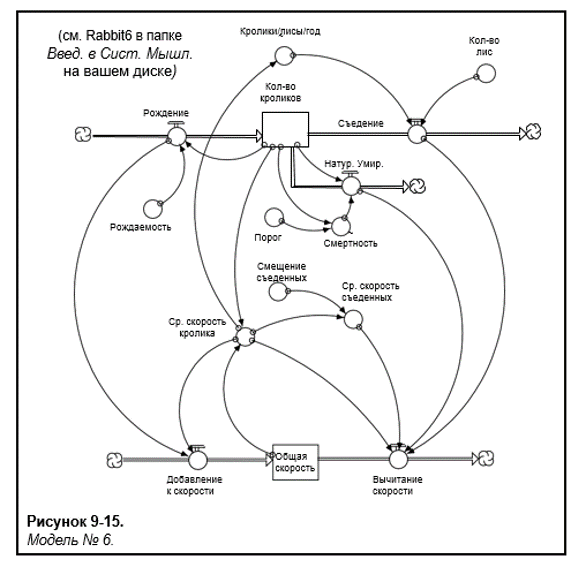 (см. Rabbit6 в папке
Введ. в Сист. Мышл.
на вашем диске)
Кролики/лисы/год
Кол-во
лис
Кол-во
кроликов
Рождение
Съедение
Натур. Умир.
Рождаемость
Порог
Смертность
Смещение
съеденных
Ср. скорость
съеденных
Ср. скорость
кролика
Общая
скорость
Добавление
к скорости
Вычитание
скорости
Рисунок 9-15.
Модель № 6.